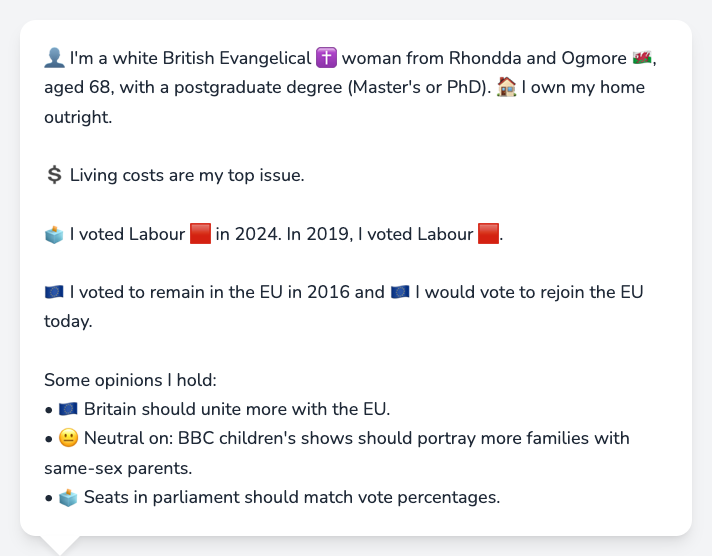 👤 I'm a white British Evangelical ✝️ woman from Rhondda and Ogmore 🏴󠁧󠁢󠁷󠁬󠁳󠁿,
aged 68, with a postgraduate degree (Master's or PhD). 🏠 I own my home
outright.
💲 Living costs are my top issue.
🗳️ I voted Labour 🟥 in 2024. In 2019, I voted Labour 🟥.
🇪🇺 I voted to remain in the EU in 2016 and 🇪🇺 I would vote to rejoin the EU
today.
Some opinions I hold:
• 🇪🇺 Britain should unite more with the EU.
• 😐 Neutral on: BBC children's shows should portray more families with
same-sex parents.
• 🗳️ Seats in parliament should match vote percentages.